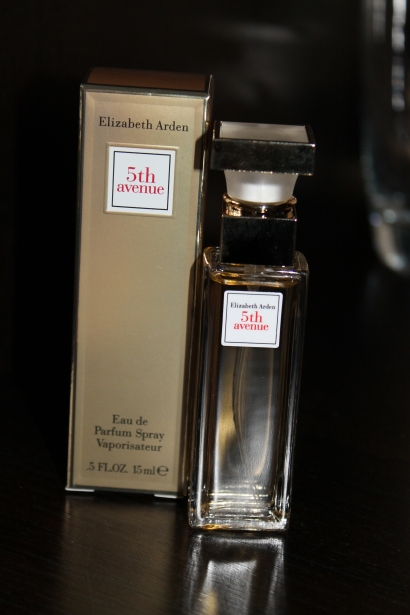 Elizabeth Arden
5th
avenue
Eau de
Parfum Spray
Vaporisateur
.5 FL.OZ. 15 ml ℮
Elizabeth Arden
5th
avenue